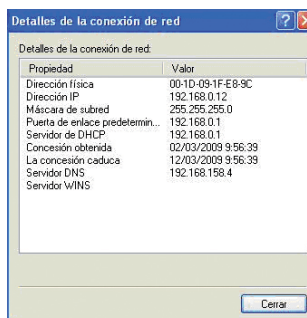 Detalles de la conexión de red
Detalles de la conexión de red:
Propiedad Valor
Dirección física 00-1D-09-1F-E8-9C
Dirección IP 192.168.0.12
Máscara de subred 255.255.255.0
Puerta de enlace predetermin... 192.168.0.1
Servidor de DHCP 192.168.0.1
Concesión obtenida 02/03/2009 9:56:39
La concesión caduca 12/03/2009 9:56:39
Servidor DNS 192.168.158.4
Servidor WINS
Cerrar